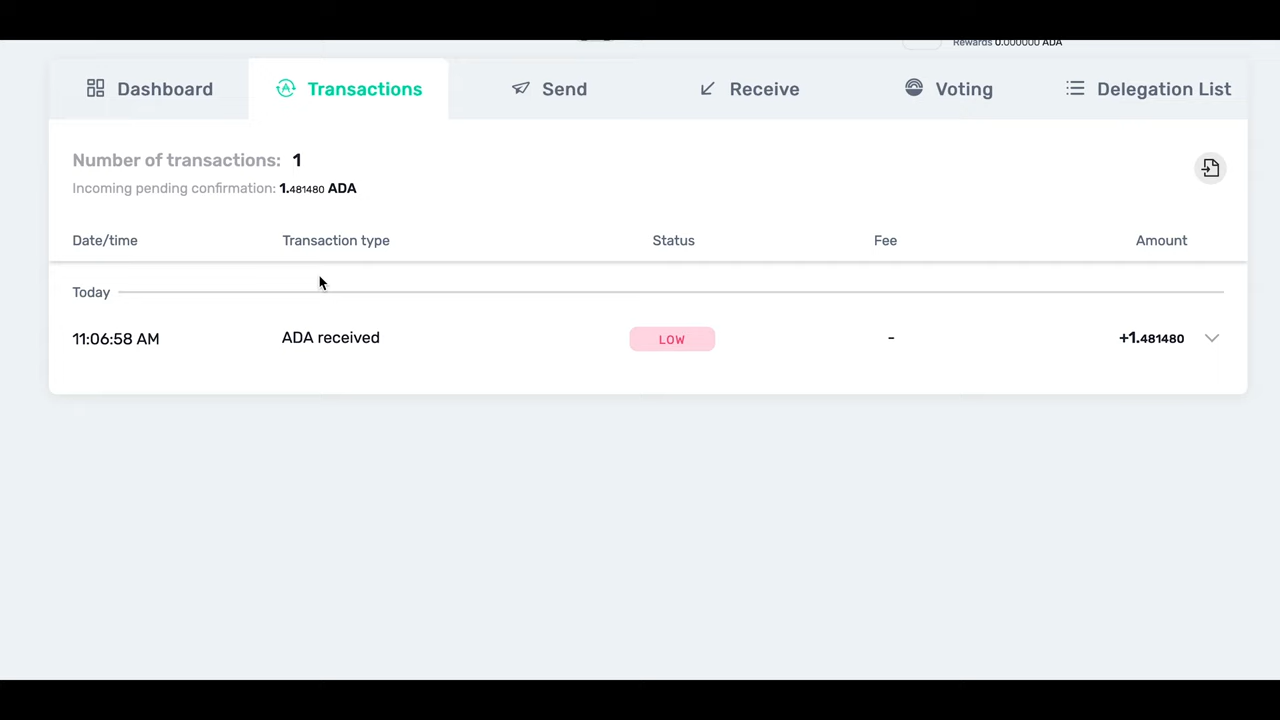 Rewards 0.000000 ADA
Dashboard Transactions Send Receive Voting Delegation List
Number of transactions: 1
Incoming pending confirmation: 1.481480 ADA
Date/time Transaction type Status Fee Amount
Today
11:06:58 AM ADA received LOW - +1.481480